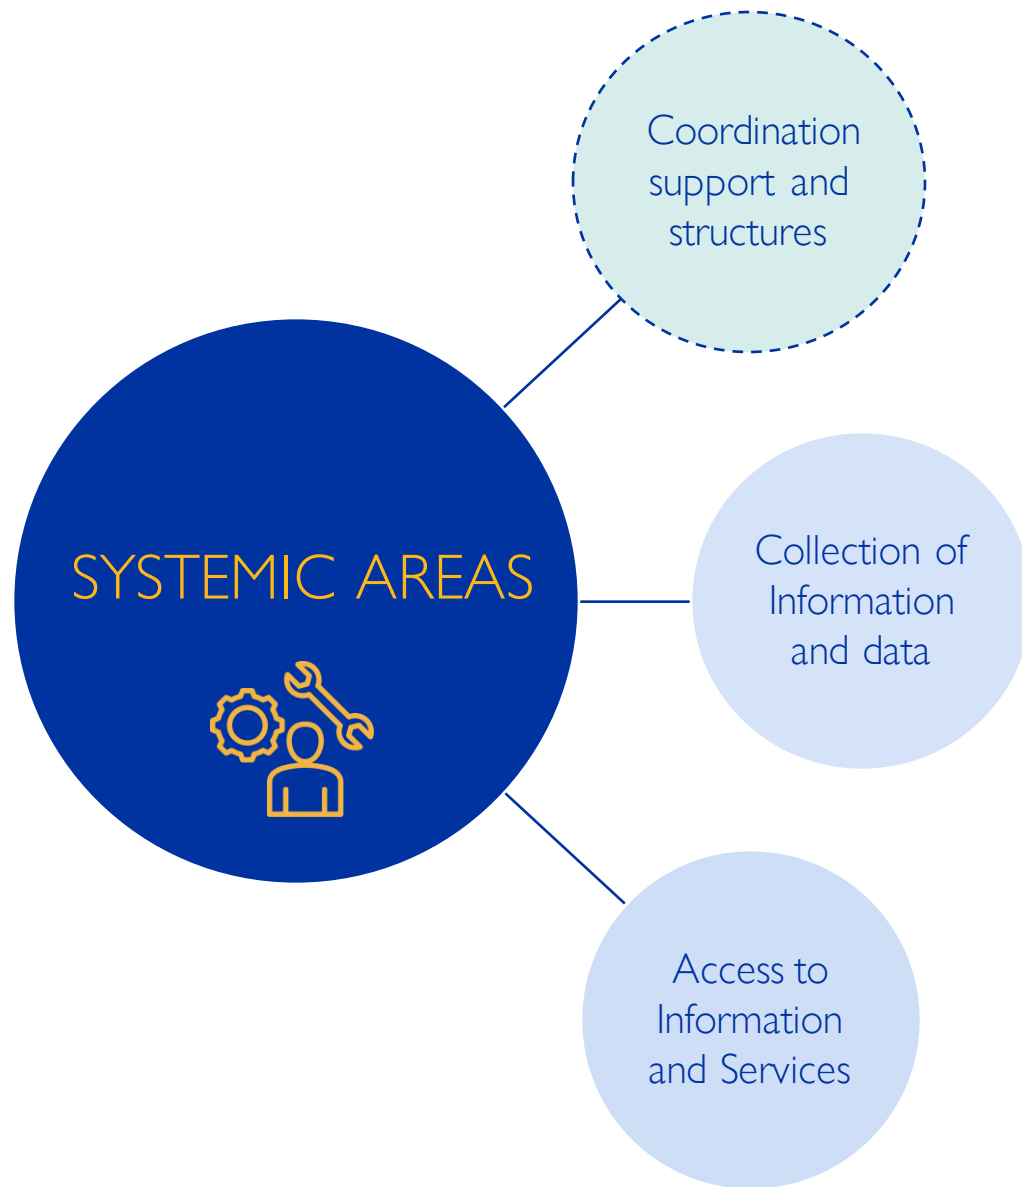 Coordination
support and
structures
SYSTEMIC AREAS
Collection of
Information
and data
Access to
Information
and Services